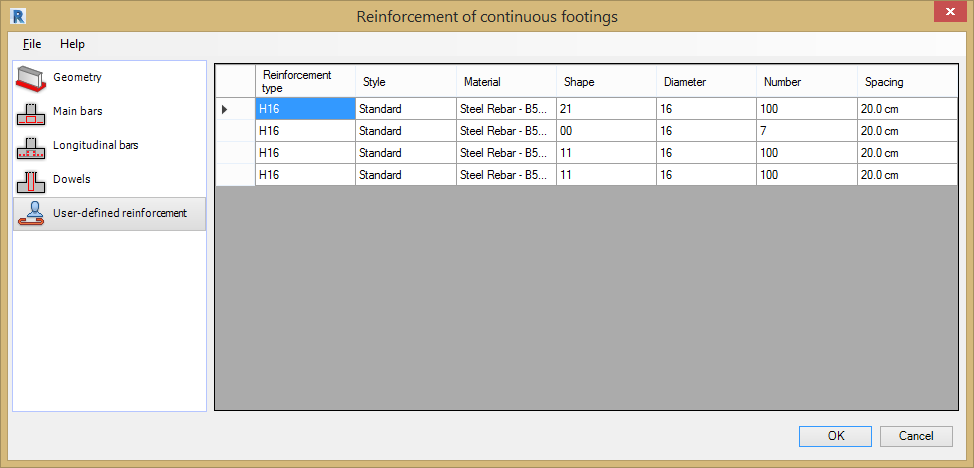 Reinforcement of continuous footings
File Help
Geometry
Main bars
Longitudinal bars
Dowels
User-defined reinforcement
Reinforcement
type Style Material Shape Diameter Number Spacing
H16 Standard Steel Rebar - B5... 21 16 100 20.0 cm
H16 Standard Steel Rebar - B5... 00 16 7 20.0 cm
H16 Standard Steel Rebar - B5... 11 16 100 20.0 cm
H16 Standard Steel Rebar - B5... 11 16 100 20.0 cm
OK Cancel